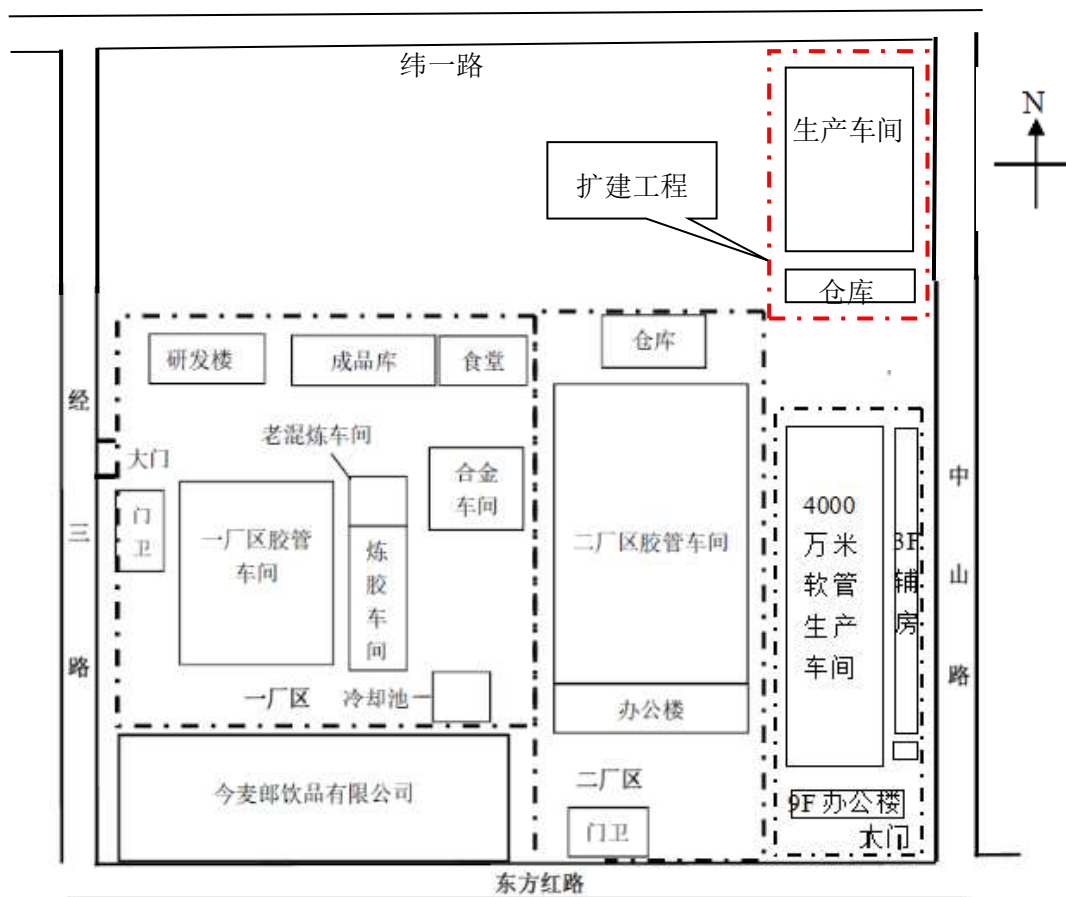 纬一路
N
生产车间
扩建工程
仓库
研发楼
成品库
食堂
仓库
经
三
路
老混炼车间
大门
合金
车间
门
卫
一厂区胶管
车间
炼
胶
车
间
二厂区胶管车间
4000
万米
软管
生产
车间
3F
辅
房
中
山
路
一厂区
冷却池
办公楼
今麦郎饮品有限公司
二厂区
门卫
9F办公楼
大门
东方红路